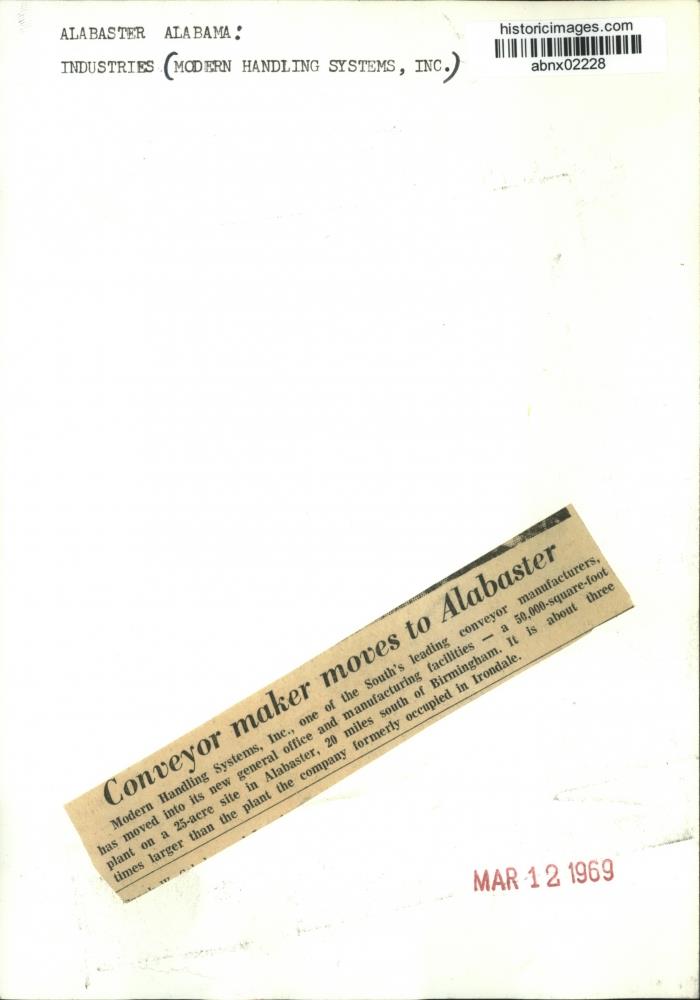 ALABASTER ALABAMA:
INDUSTRIES (MODERN HANDLING SYSTEMS, INC.)
historicimages.com
abnx02228
Conveyor maker moves to Alabaster
Modern Handling Systems, Inc., one of the South's leading conveyor manufacturers,
has moved into its new general office and manufacturing facilities — a 50,000-square-foot
plant on a 25-acre site in Alabaster, 20 miles south of Birmingham. It is about three
times larger than the plant the company formerly occupied in Irondale.
MAR 12 1969